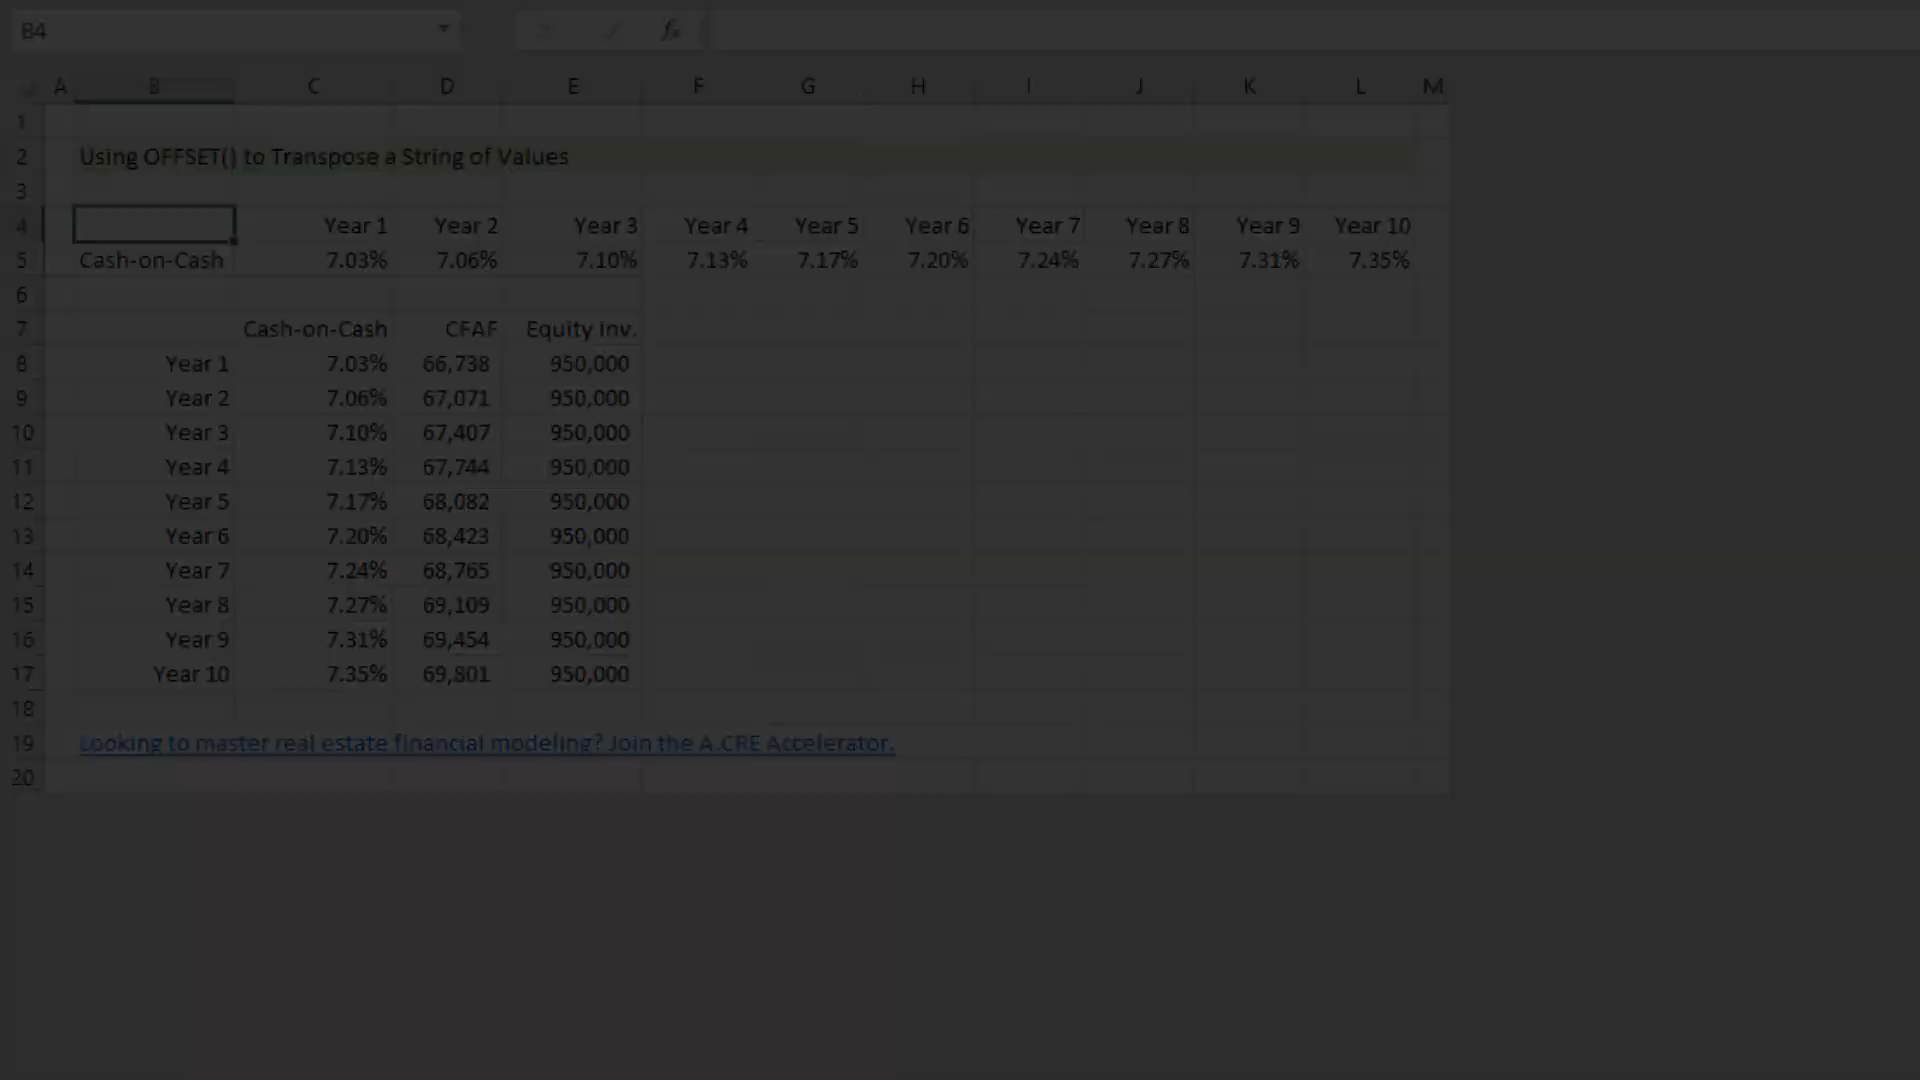 B4
fx
A B C D E F G H I J K L M
1
2 Using OFFSET() to Transpose a String of Values
3
4 Year 1 Year 2 Year 3 Year 4 Year 5 Year 6 Year 7 Year 8 Year 9 Year 10
5 Cash-on-Cash 7.03% 7.06% 7.10% 7.13% 7.17% 7.20% 7.24% 7.27% 7.31% 7.35%
6
7 Cash-on-Cash CFAF Equity Inv.
8 Year 1 7.03% 66,738 950,000
9 Year 2 7.06% 67,071 950,000
10 Year 3 7.10% 67,407 950,000
11 Year 4 7.13% 67,744 950,000
12 Year 5 7.17% 68,082 950,000
13 Year 6 7.20% 68,423 950,000
14 Year 7 7.24% 68,765 950,000
15 Year 8 7.27% 69,109 950,000
16 Year 9 7.31% 69,454 950,000
17 Year 10 7.35% 69,801 950,000
18
19 Looking to master real estate financial modeling? Join the A.CRE Accelerator.
20